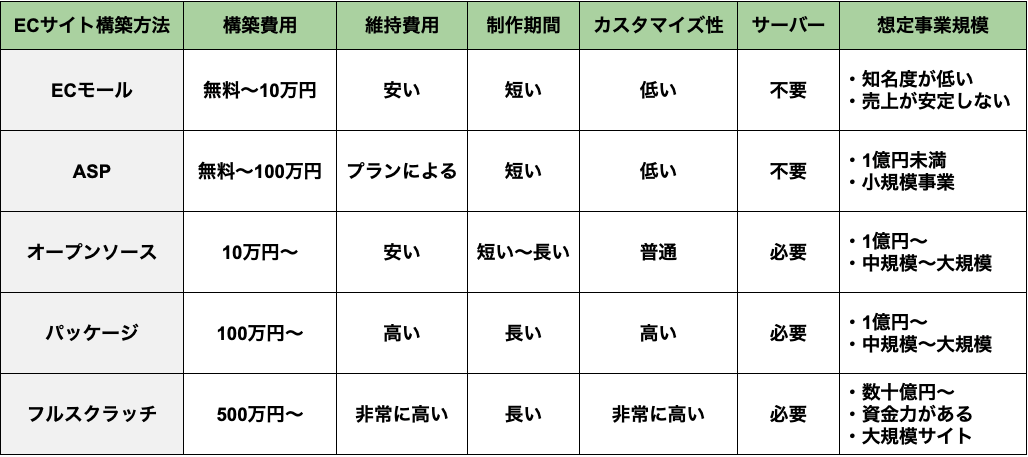 ECサイト構築方法 構築費用 維持費用 制作期間 カスタマイズ性 サーバー 想定事業規模
ECモール 無料〜10万円 安い 短い 低い 不要 ・知名度が低い
・売上が安定しない
ASP 無料〜100万円 プランによる 短い 低い 不要 ・1億円未満
・小規模事業
オープンソース 10万円〜 安い 短い〜長い 普通 必要 ・1億円〜
・中規模〜大規模
パッケージ 100万円〜 高い 長い 高い 必要 ・1億円〜
・中規模〜大規模
フルスクラッチ 500万円〜 非常に高い 長い 非常に高い 必要 ・数十億円〜
・資金力がある
・大規模サイト